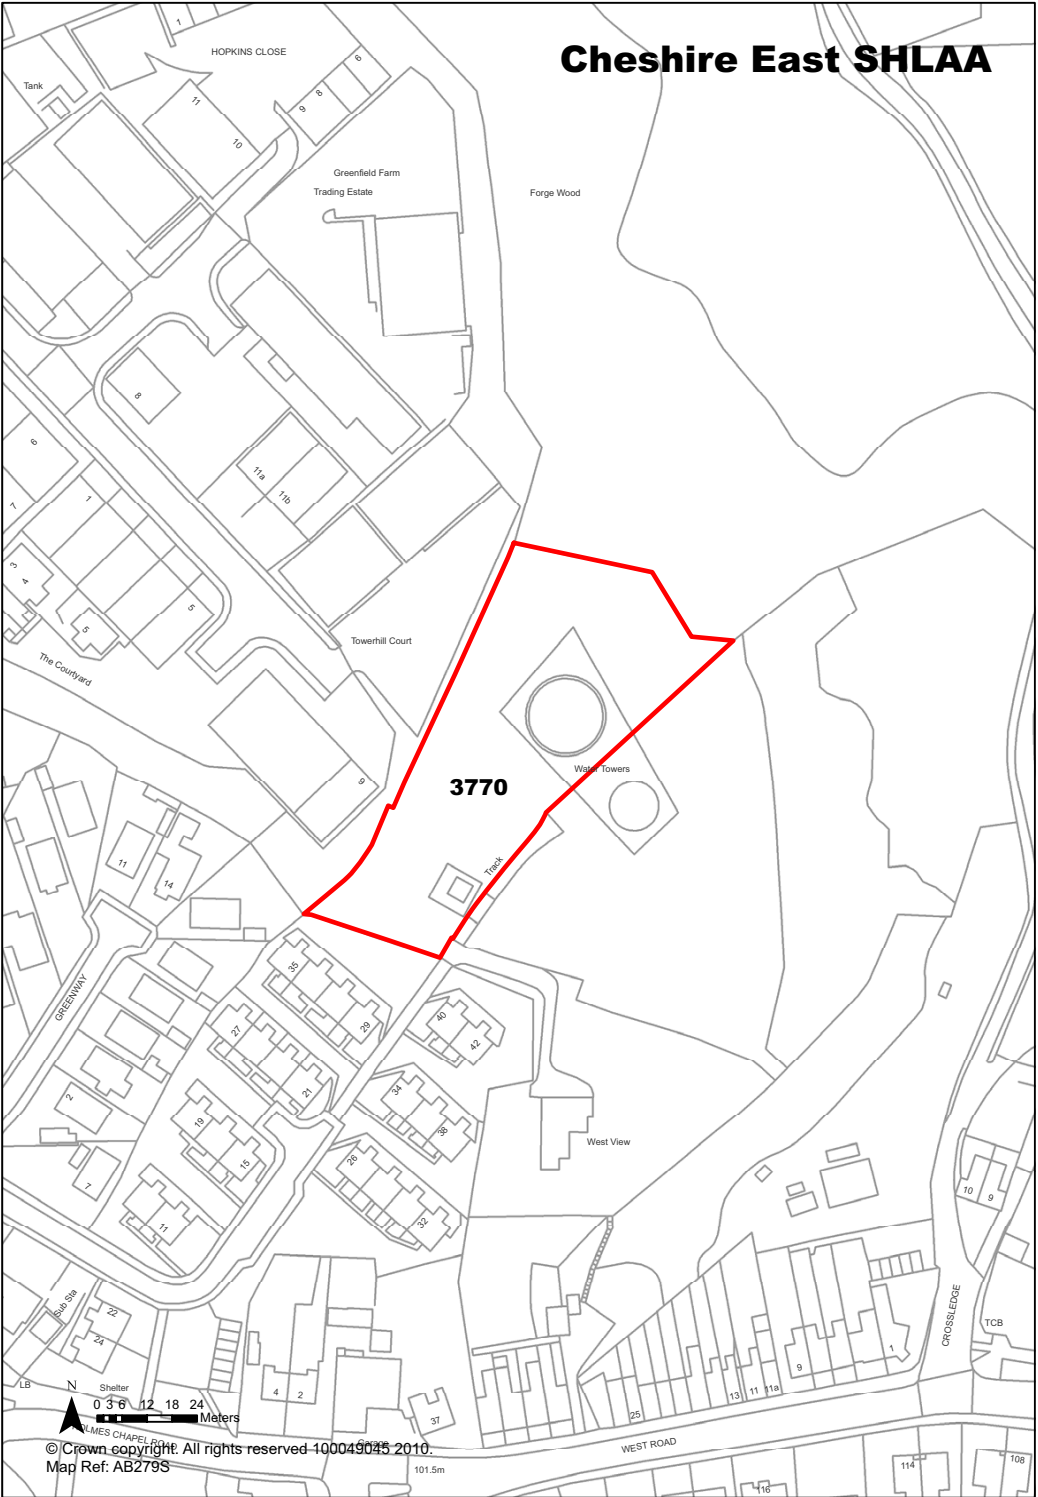 Cheshire East SHLAA
1
HOPKINS CLOSE
6
Tank
8
11
9
10
Greenfield Farm
Trading Estate
Forge Wood
8
6
11a
1
11b
7
3
4
5
5
Towerhill Court
The Courtyard
Water Towers
9
3770
11
Track
14
35
GREENWAY
40
29
27
42
21
34
2
19
38
West View
26
15
7
10
9
32
11
Sub Sta
22
CROSSLEDGE
TCB
24
1
9
LB
N
Shelter
4
2
13
11
11a
0 3 6 12 18 24
Meters
37
25
HOLMES CHAPEL ROAD
WEST ROAD
© Crown copyright. All rights reserved 100049045 2010.
Map Ref: AB279S
101.5m
114
108
116